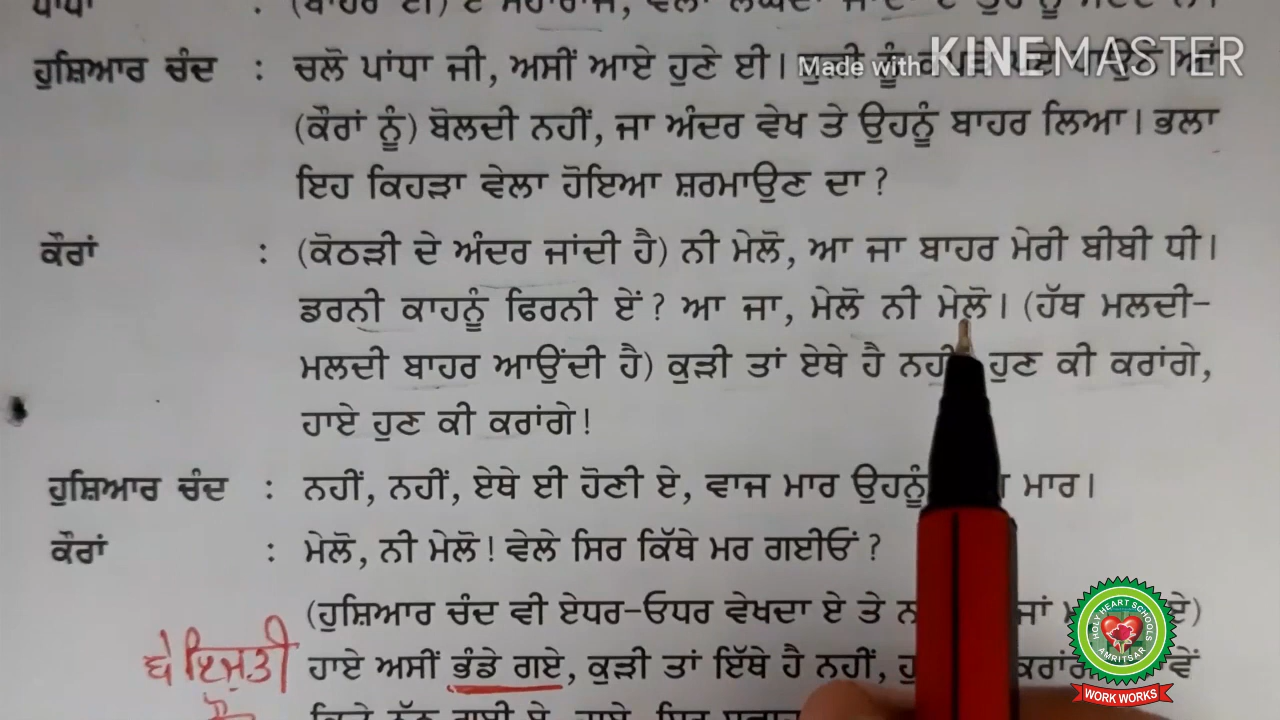 ਹੁਸ਼ਿਆਰ ਚੰਦ : ਚਲੋ ਪਾਂਧਾ ਜੀ, ਅਸੀਂ ਆਏ ਹੁਣੇ ਈ। ਕੁੜੀ ਨੂੰ
Made with KINEMASTER
(ਕੌਰਾਂ ਨੂੰ) ਬੋਲਦੀ ਨਹੀਂ, ਜਾ ਅੰਦਰ ਵੇਖ ਤੇ ਉਹਨੂੰ ਬਾਹਰ ਲਿਆ। ਭਲਾ
ਇਹ ਕਿਹੜਾ ਵੇਲਾ ਹੋਇਆ ਸ਼ਰਮਾਉਣ ਦਾ?
ਕੌਰਾਂ : (ਕੋਠੜੀ ਦੇ ਅੰਦਰ ਜਾਂਦੀ ਹੈ) ਨੀ ਮੇਲੋ, ਆ ਜਾ ਬਾਹਰ ਮੇਰੀ ਬੀਬੀ ਧੀ।
ਡਰਨੀ ਕਾਹਨੂੰ ਫਿਰਨੀ ਏਂ? ਆ ਜਾ, ਮੇਲੋ ਨੀ ਮੇਲੋ। (ਹੱਥ ਮਲਦੀ-
ਮਲਦੀ ਬਾਹਰ ਆਉਂਦੀ ਹੈ) ਕੁੜੀ ਤਾਂ ਏਥੇ ਹੈ ਨਹੀਂ ਹੁਣ ਕੀ ਕਰਾਂਗੇ,
ਹਾਏ ਹੁਣ ਕੀ ਕਰਾਂਗੇ!
ਹੁਸ਼ਿਆਰ ਚੰਦ : ਨਹੀਂ, ਨਹੀਂ, ਏਥੇ ਈ ਹੋਣੀ ਏ, ਵਾਜ ਮਾਰ ਉਹਨੂੰ ਮਾਰ।
ਕੌਰਾਂ : ਮੇਲੋ, ਨੀ ਮੇਲੋ! ਵੇਲੇ ਸਿਰ ਕਿੱਥੇ ਮਰ ਗਈਓਂ?
(ਹੁਸ਼ਿਆਰ ਚੰਦ ਵੀ ਏਧਰ-ਓਧਰ ਵੇਖਦਾ ਏ ਤੇ
ਬੇਇਜ਼ਤੀ
ਹਾਏ ਅਸੀਂ ਭੰਡੇ ਗਏ, ਕੁੜੀ ਤਾਂ ਇੱਥੇ ਹੈ ਨਹੀਂ,
HOLY HEART SCHOOLS
AMRITSAR
WORK WORKS